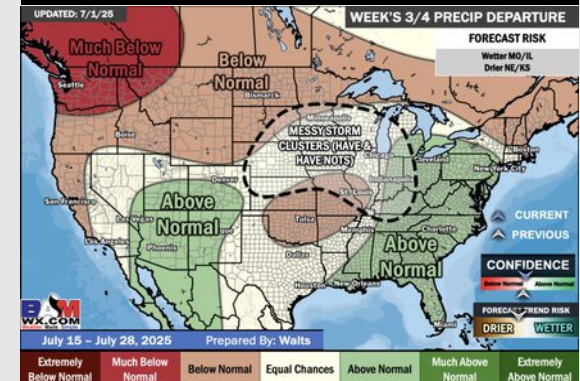 UPDATED: 7/1/25
WEEK'S 3/4 PRECIP DEPARTURE
FORECAST RISK
Wetter MO/IL
Drier NE/KS
Much Below
Normal
Below
Normal
Seattle
Bismarck
Boise
Minneapolis
MESSY STORM
CLUSTERS (HAVE &
HAVE NOTS)
Chicago
Cleveland
Boston
New York City
Indianapolis
Denver
St. Louis
San Francisco
Above
Normal
Las Vegas
Los Angeles
Phoenix
Tulsa
Memphis
Charlotte
Above
Normal
Dallas
Houston
New Orleans
Miami
CURRENT
PREVIOUS
CONFIDENCE
Below Normal
Above Normal
FORECAST TREND RISK
DRIER
WETTER
BAM
WX.COM
July 15 – July 28, 2025
Prepared By: Walts
Extremely
Below Normal
Much Below
Normal
Below Normal
Equal Chances
Above Normal
Much Above
Normal
Extremely
Above Normal